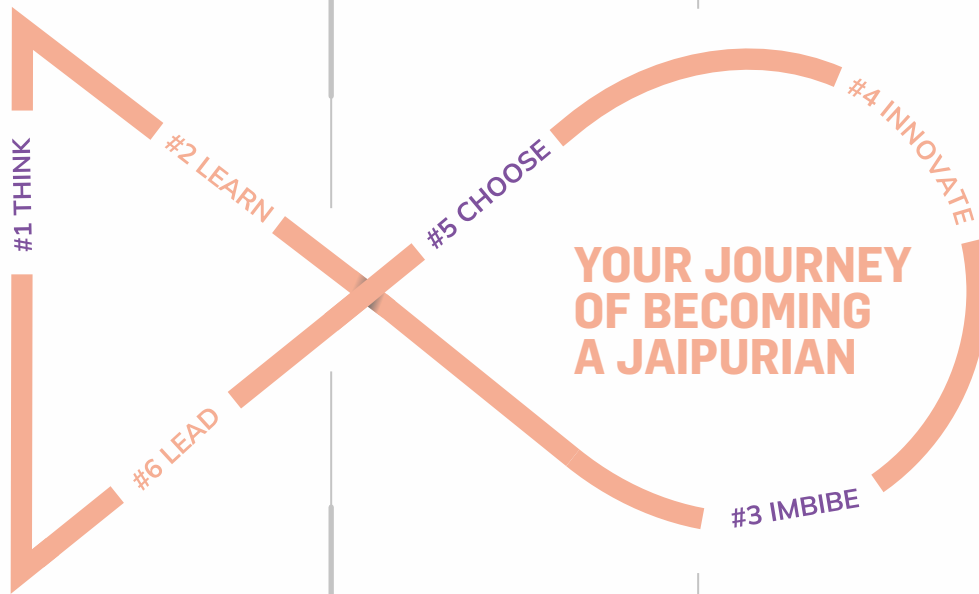 #1 THINK
#2 LEARN
#3 IMBIBE
#4 INNOVATE
#5 CHOOSE
#6 LEAD
YOUR JOURNEY
OF BECOMING
A JAIPURIAN